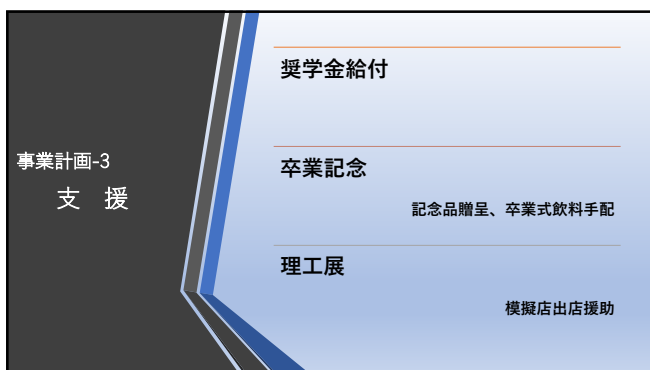 事業計画-3
支　援
奨学金給付
卒業記念
記念品贈呈、卒業式飲料手配
理工展
模擬店出店援助